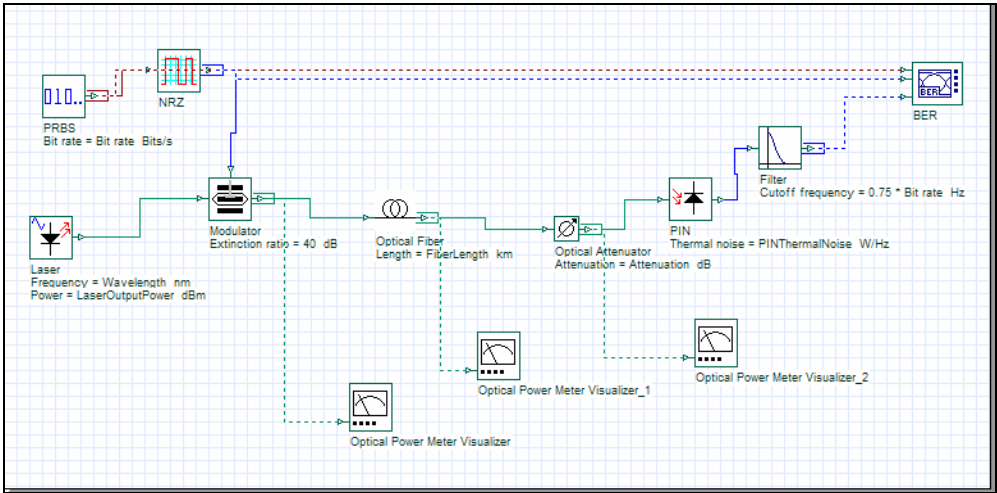 010..
PRBS
Bit rate = Bit rate Bits/s
NRZ
BER
BER
Filter
Cutoff frequency = 0.75 * Bit rate Hz
Modulator
Extinction ratio = 40 dB
Optical Fiber
Length = FiberLength km
Optical Attenuator
Attenuation = Attenuation dB
PIN
Thermal noise = PINThermalNoise W/Hz
Laser
Frequency = Wavelength nm
Power = LaserOutputPower dBm
Optical Power Meter Visualizer_1
Optical Power Meter Visualizer_2
Optical Power Meter Visualizer